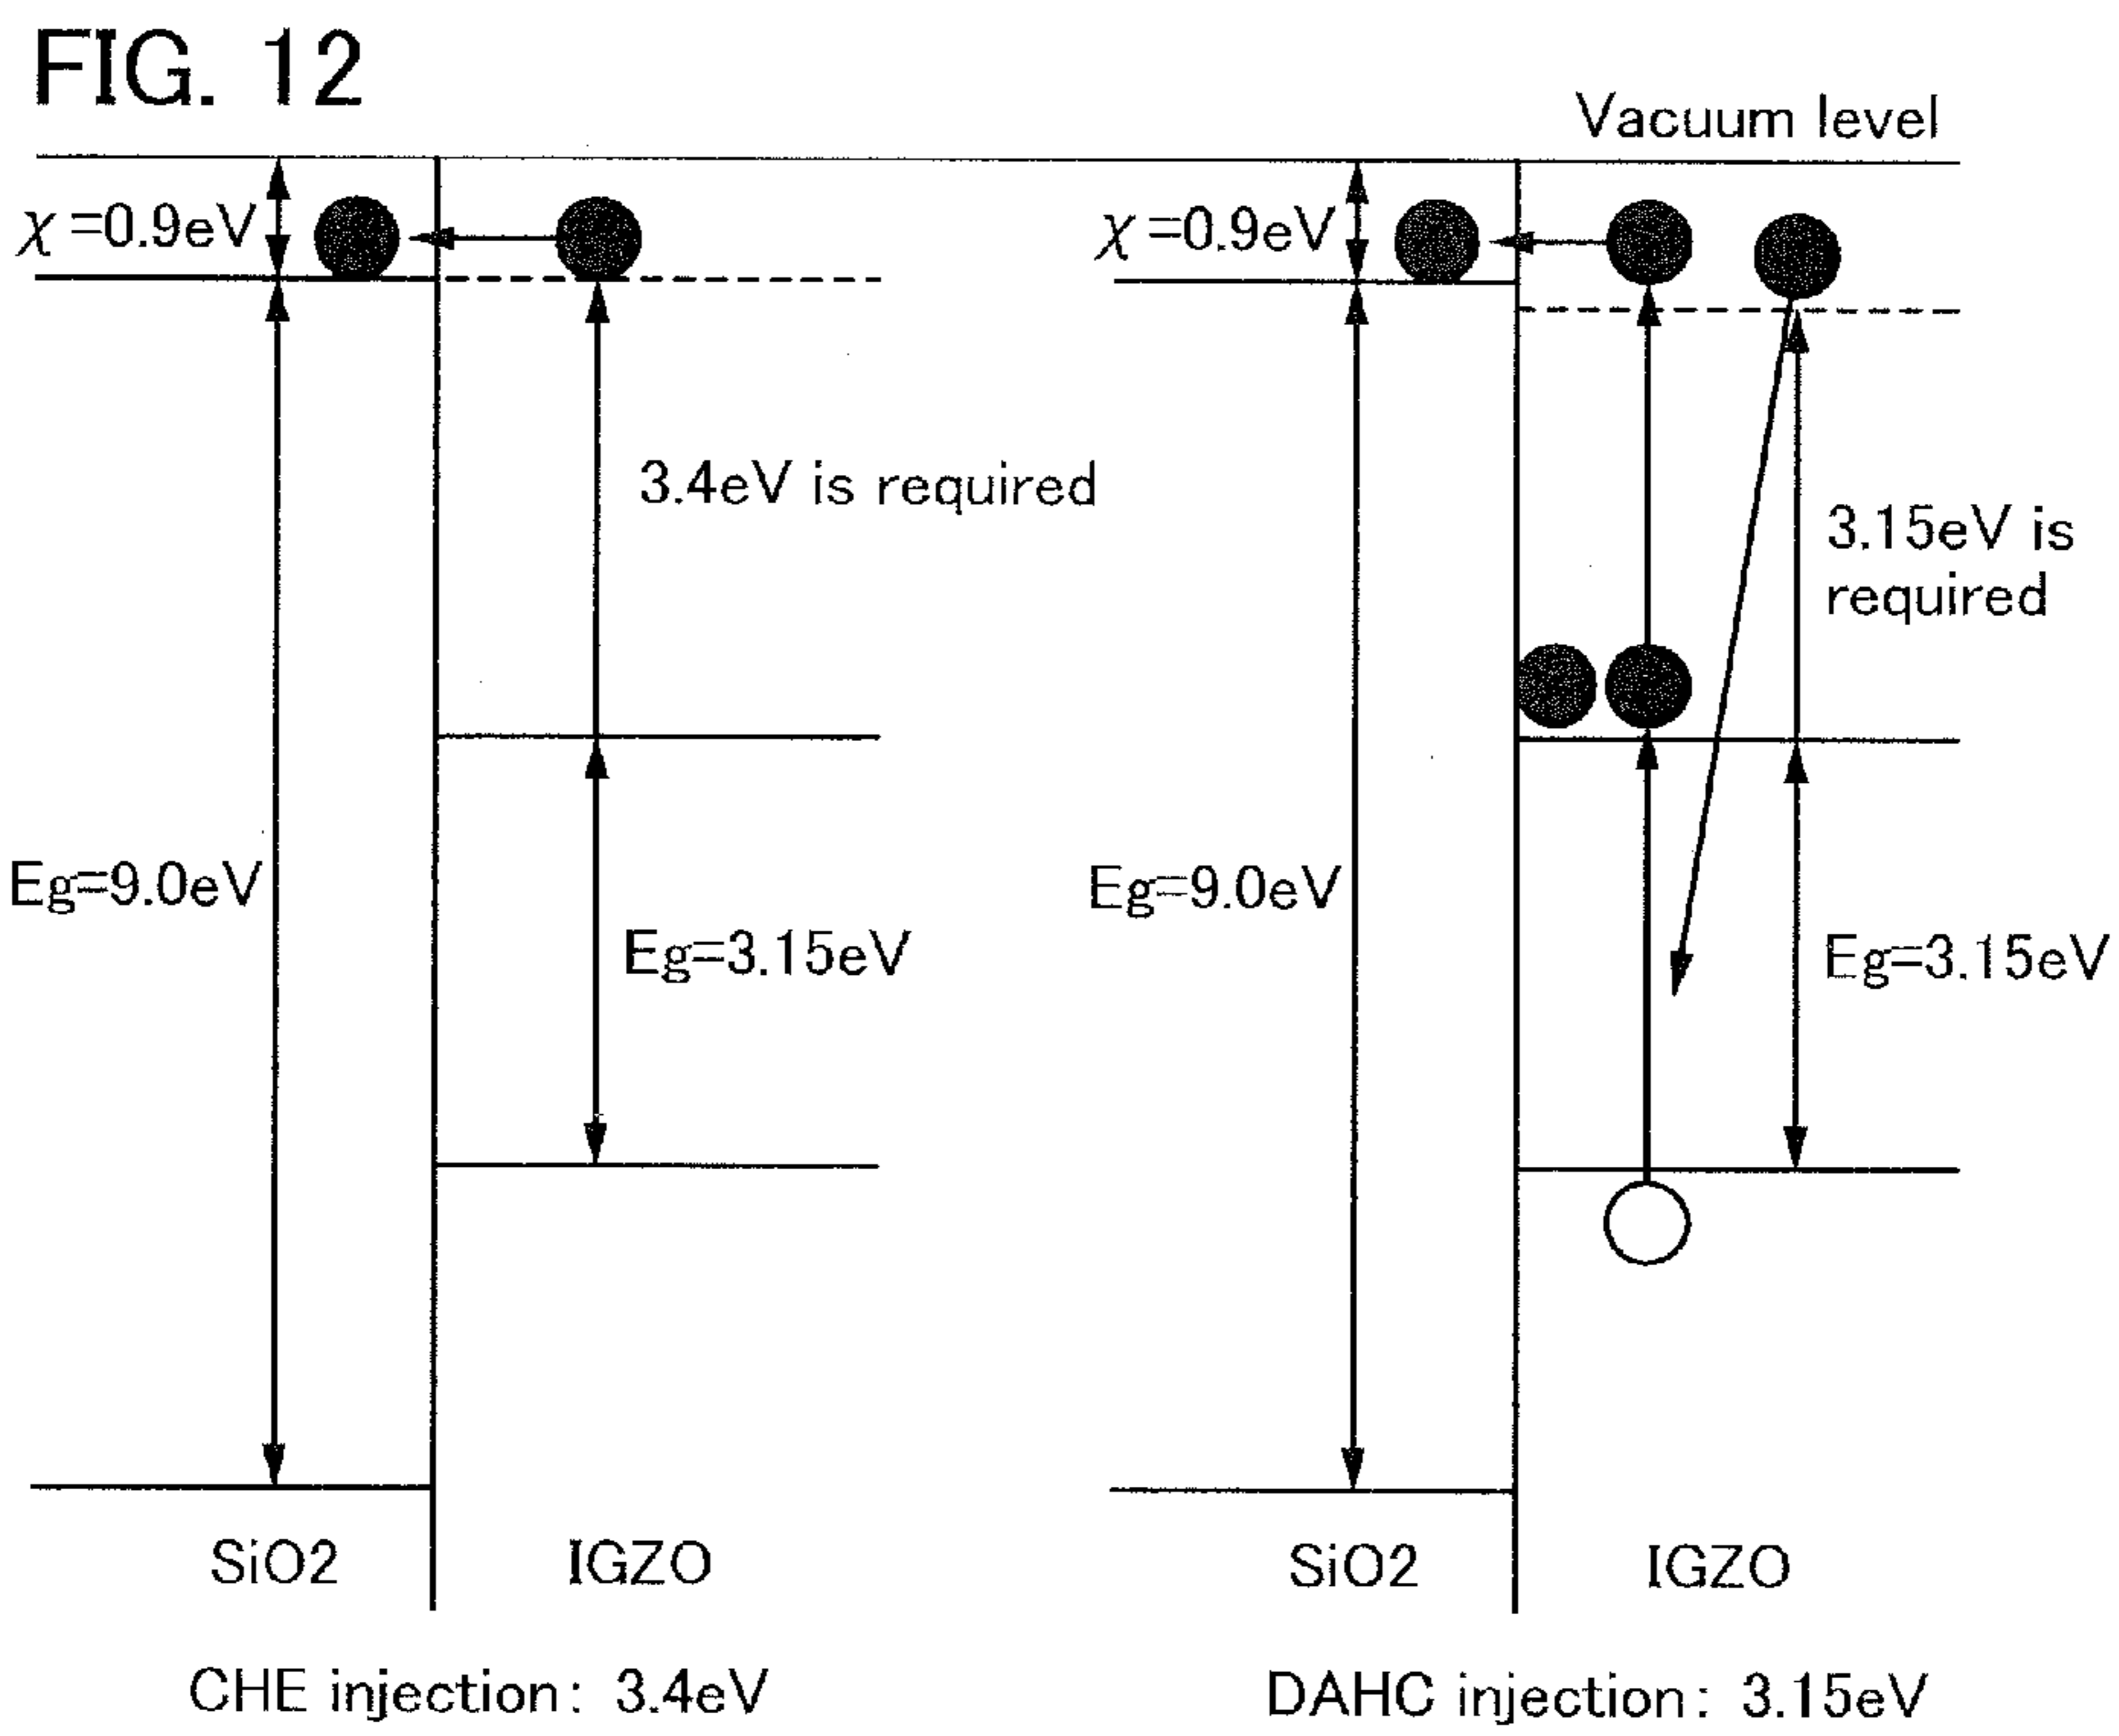 FIG. 12
Vacuum level
χ=0.9eV
χ=0.9eV
3.4eV is required
3.15eV is
required
Eg=9.0eV
Eg=3.15eV
Eg=9.0eV
Eg=3.15eV
SiO2
IGZO
SiO2
IGZO
CHE injection: 3.4eV
DAHC injection: 3.15eV